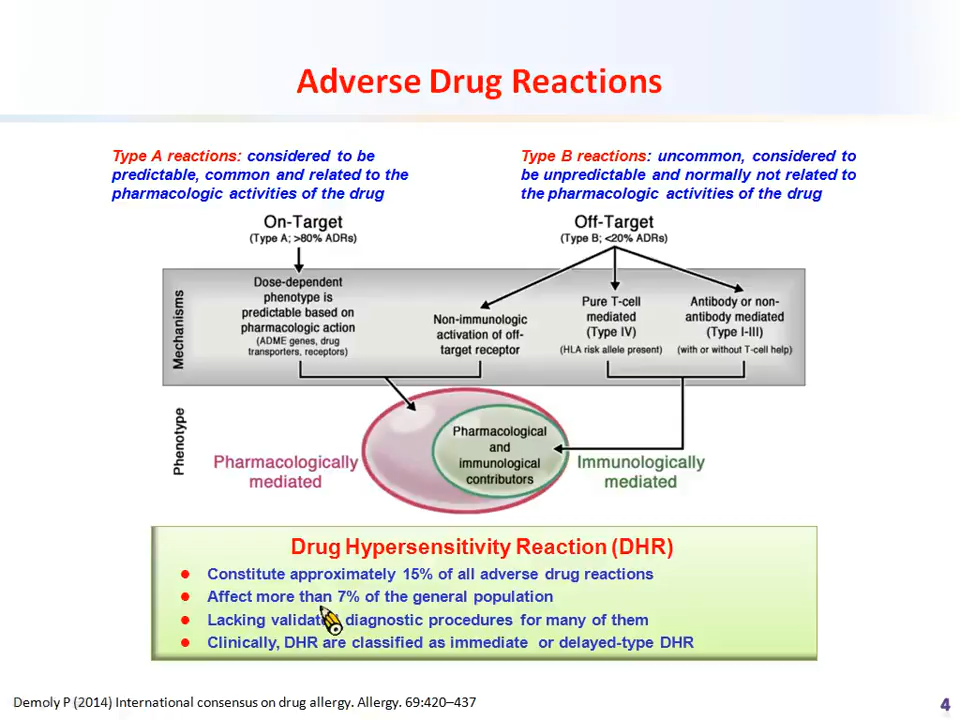 Adverse Drug Reactions
Type A reactions: considered to be
predictable, common and related to the
pharmacologic activities of the drug
Type B reactions: uncommon, considered to
be unpredictable and normally not related to
the pharmacologic activities of the drug
On-Target
(Type A; >80% ADRs)
Off-Target
(Type B; <20% ADRs)
Mechanisms
Dose-dependent
phenotype is
predictable based on
pharmacologic action
(ADME genes, drug
transporters, receptors)
Non-immunologic
activation of off-
target receptor
Pure T-cell
mediated
(Type IV)
(HLA risk allele present)
Antibody or non-
antibody mediated
(Type I-III)
(with or without T-cell help)
Phenotype
Pharmacologically
mediated
Pharmacological
and
immunological
contributors
Immunologically
mediated
Drug Hypersensitivity Reaction (DHR)
● Constitute approximately 15% of all adverse drug reactions
● Affect more than 7% of the general population
● Lacking validated diagnostic procedures for many of them
● Clinically, DHR are classified as immediate or delayed-type DHR
Demoly P (2014) International consensus on drug allergy. Allergy. 69:420–437
4